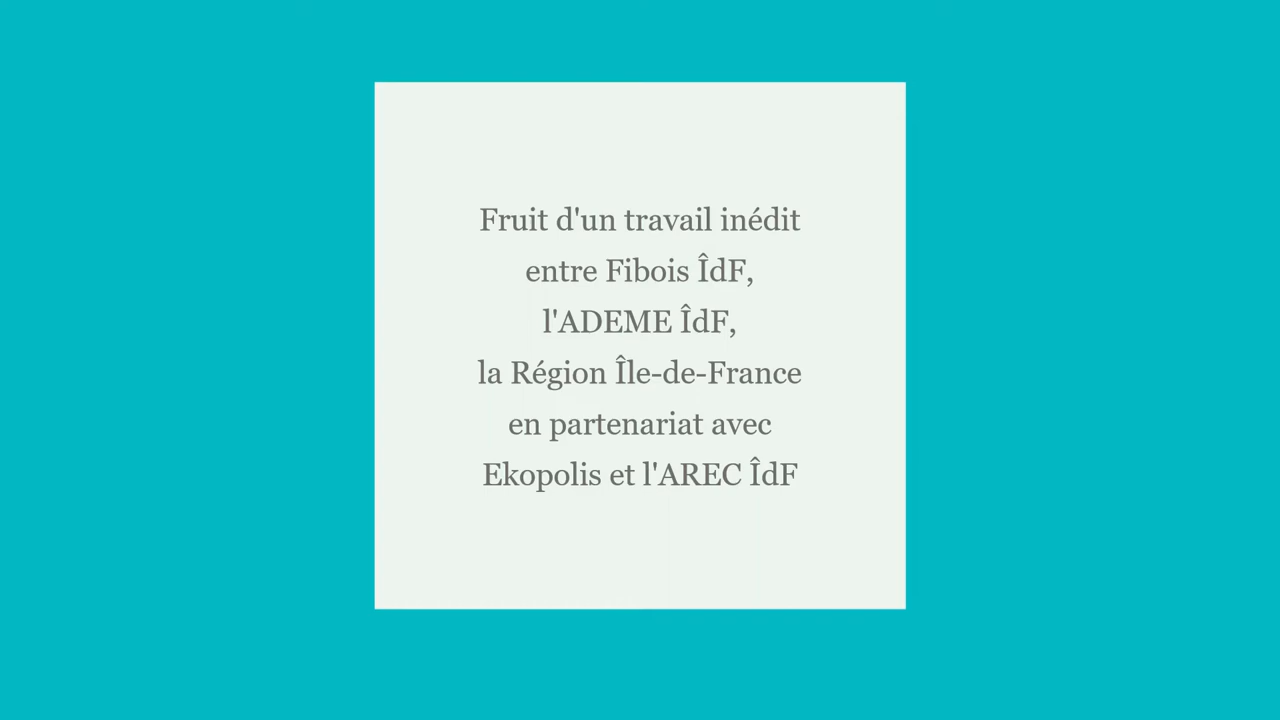 Fruit d'un travail inédit
entre Fibois ÎdF,
l'ADEME ÎdF,
la Région Île-de-France
en partenariat avec
Ekopolis et l'AREC ÎdF